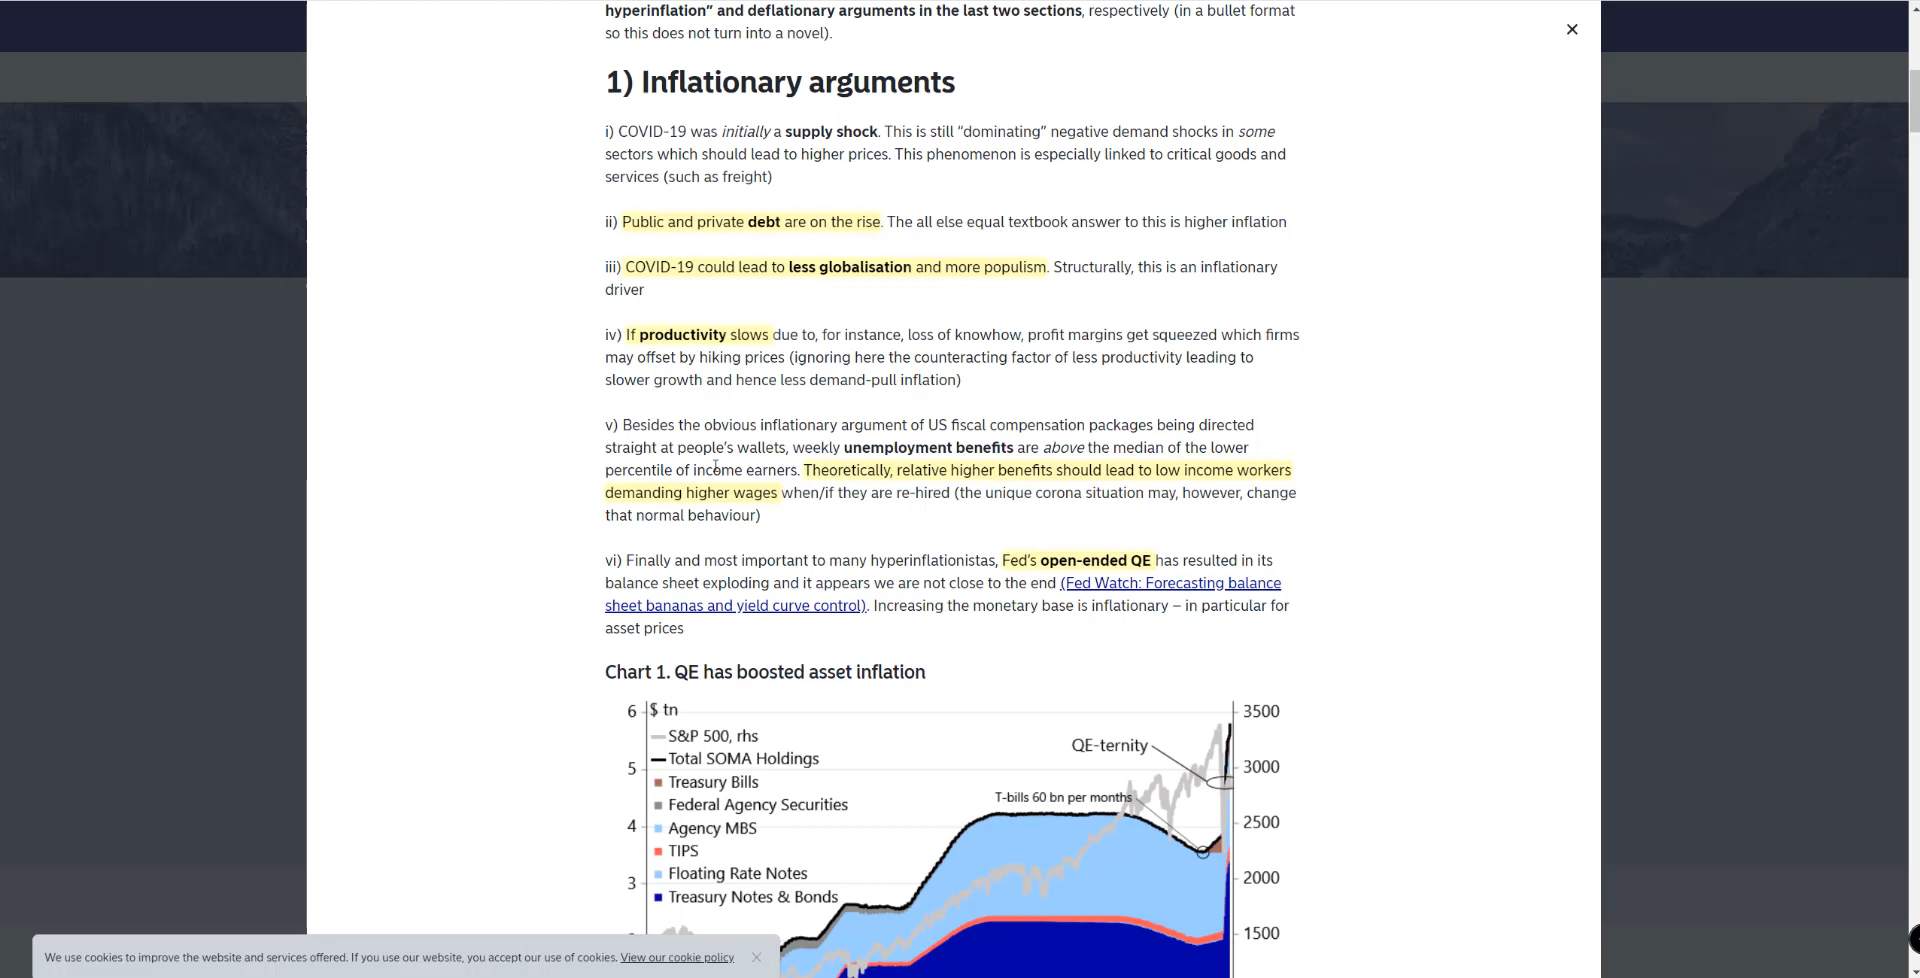 hyperinflation” and deflationary arguments in the last two sections, respectively (in a bullet format
so this does not turn into a novel).
1) Inflationary arguments
i) COVID-19 was initially a supply shock. This is still “dominating” negative demand shocks in some
sectors which should lead to higher prices. This phenomenon is especially linked to critical goods and
services (such as freight)
ii) Public and private debt are on the rise. The all else equal textbook answer to this is higher inflation
iii) COVID-19 could lead to less globalisation and more populism. Structurally, this is an inflationary
driver
iv) If productivity slows due to, for instance, loss of knowhow, profit margins get squeezed which firms
may offset by hiking prices (ignoring here the counteracting factor of less productivity leading to
slower growth and hence less demand-pull inflation)
v) Besides the obvious inflationary argument of US fiscal compensation packages being directed
straight at people’s wallets, weekly unemployment benefits are above the median of the lower
percentile of income earners. Theoretically, relative higher benefits should lead to low income workers
demanding higher wages when/if they are re-hired (the unique corona situation may, however, change
that normal behaviour)
vi) Finally and most important to many hyperinflationistas, Fed’s open-ended QE has resulted in its
balance sheet exploding and it appears we are not close to the end (Fed Watch: Forecasting balance
sheet bananas and yield curve control). Increasing the monetary base is inflationary – in particular for
asset prices
Chart 1. QE has boosted asset inflation
6 $ tn 3500
S&P 500, rhs
QE-ternity
Total SOMA Holdings
5 3000
Treasury Bills
T-bills 60 bn per months
Federal Agency Securities
4 2500
Agency MBS
TIPS
Floating Rate Notes
3 2000
Treasury Notes & Bonds
1500
We use cookies to improve the website and services offered. If you use our website, you accept our use of cookies. View our cookie policy